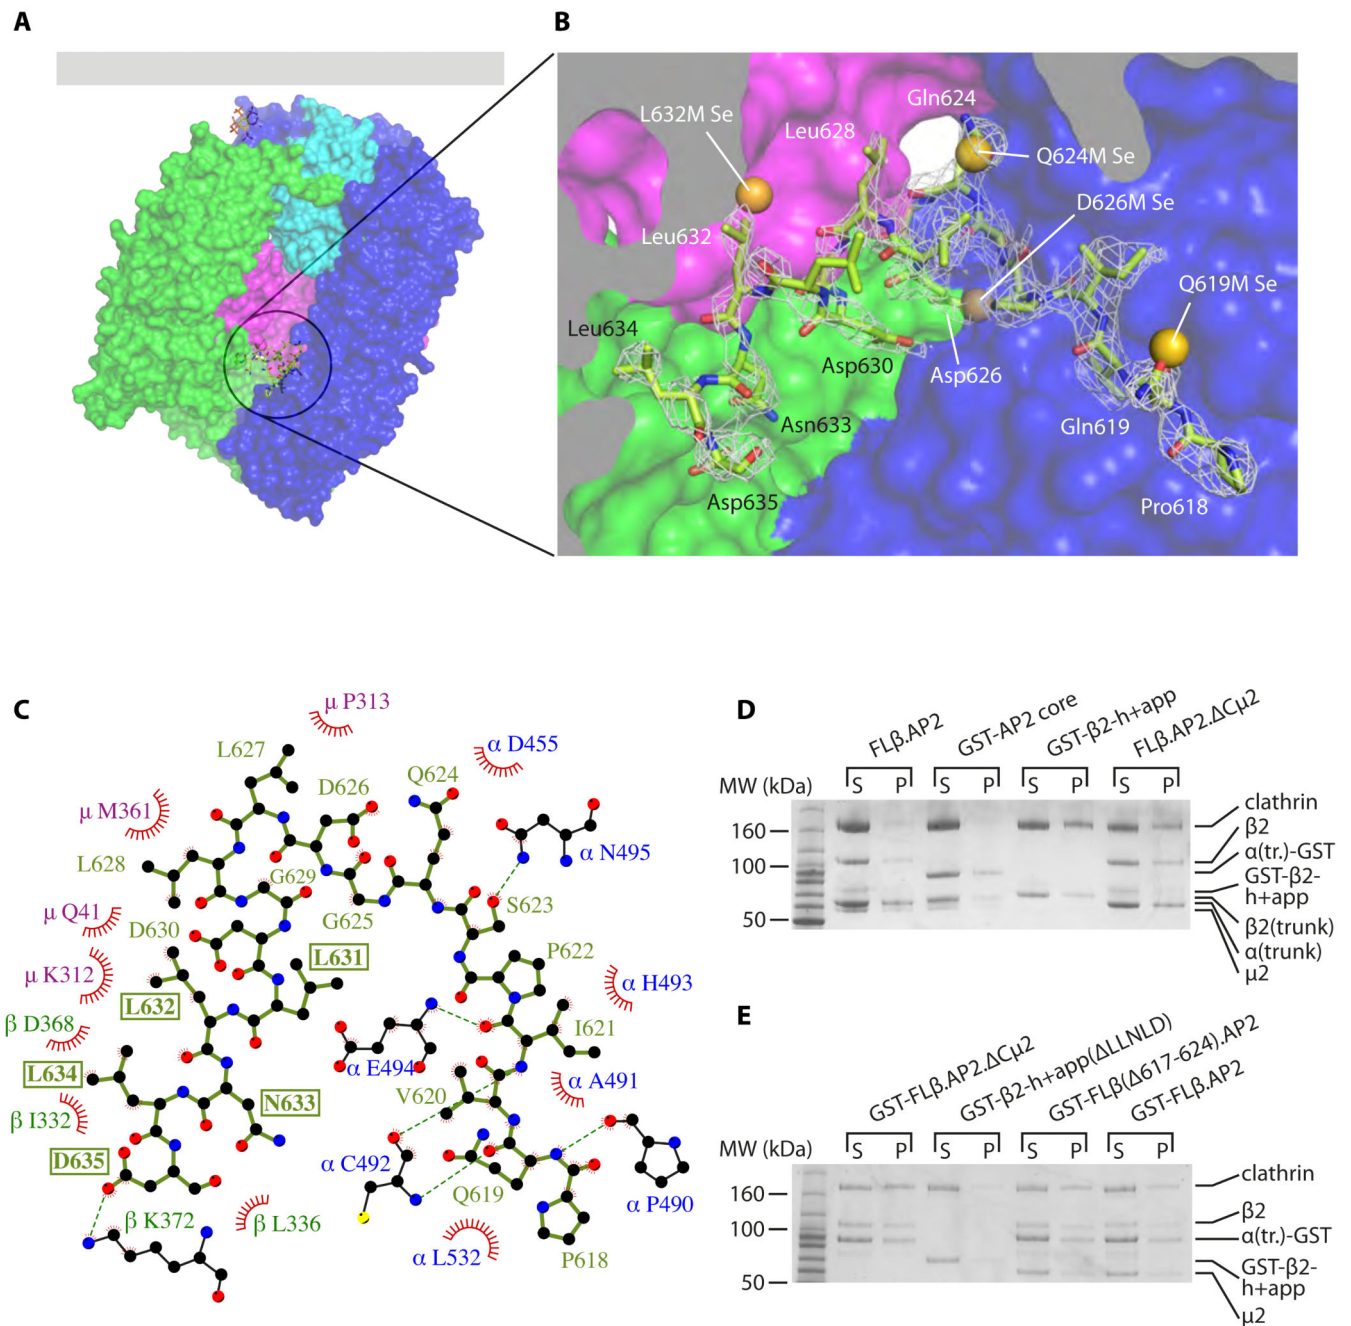 A
B
L632M Se
Leu628
Gln624
Q624M Se
D626M Se
Leu632
Q619M Se
Leu634
Asp630
Asp626
Asn633
Gln619
Asp635
Pro618
C
μ P313
L627
α D455
D626
Q624
μ M361
α N495
L628
G629
S623
μ Q41
D630
G625
L631
P622
μ K312
L632
α H493
β D368
I621
L634
α E494
V620
α A491
β I332
N633
D635
α C492
Q619
α P490
β K372
β L336
α L532
P618
D
FLβ.AP2
GST-AP2 core
GST-β2-h+app
FLβ.AP2.ΔCμ2
MW (kDa)
S P S P S P S P
160
100
50
clathrin
β2
α(tr.)-GST
GST-β2-
h+app
β2(trunk)
α(trunk)
μ2
E
GST-FLβ.AP2.ΔCμ2
GST-β2-h+app(ΔLLNLD)
GST-FLβ(Δ617-624).AP2
GST-FLβ.AP2
MW (kDa)
S P S P S P S P
160
100
50
clathrin
β2
α(tr.)-GST
GST-β2-
h+app
μ2